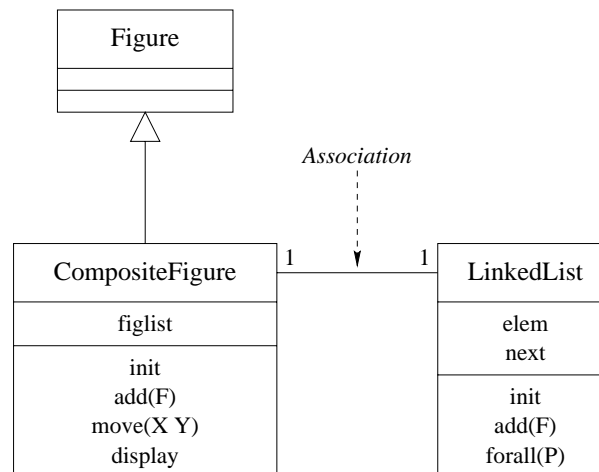 Figure
Association
CompositeFigure
1
1
LinkedList
figlist
elem
next
init
add(F)
move(X Y)
display
init
add(F)
forall(P)